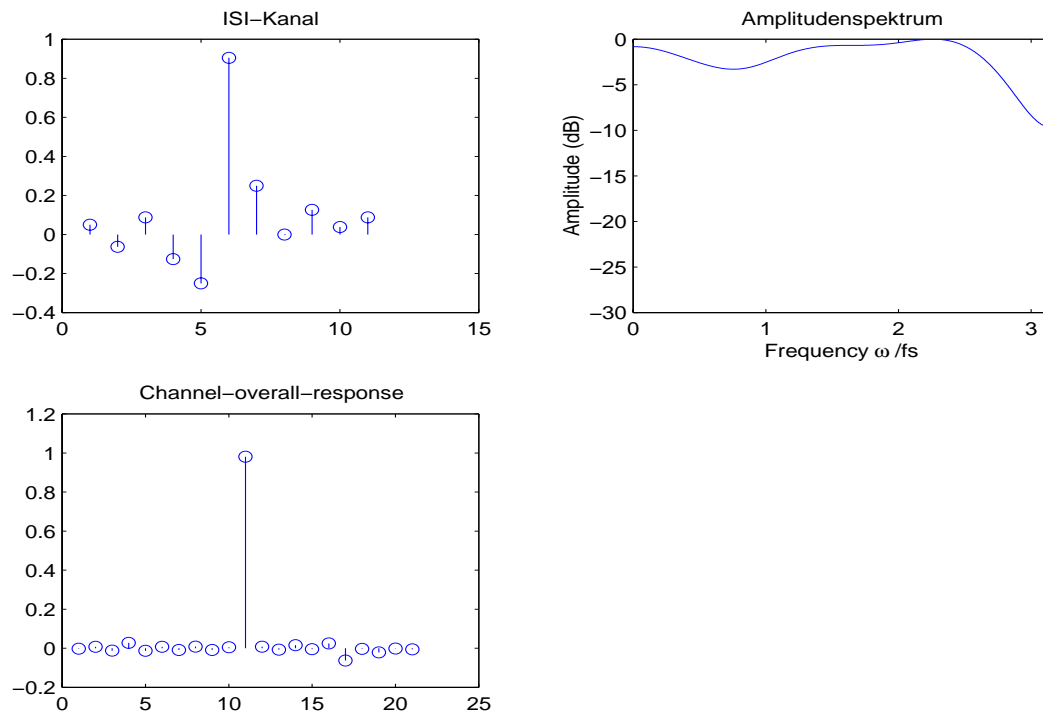 ISI−Kanal
1
0.8
0.6
0.4
0.2
0
−0.2
−0.4
0 5 10 15
Amplitudenspektrum
Amplitude (dB)
0
−5
−10
−15
−20
−25
−30
0 1 2 3
Frequency ω /fs
Channel−overall−response
1.2
1
0.8
0.6
0.4
0.2
0
−0.2
0 5 10 15 20 25